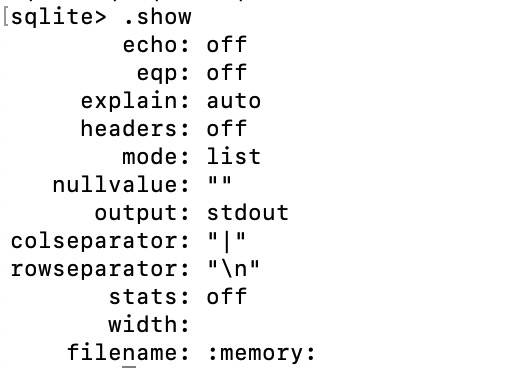 [sqlite> .show
echo: off
eqp: off
explain: auto
headers: off
mode: list
nullvalue: ""
output: stdout
colseparator: "|"
rowseparator: "\n"
stats: off
width:
filename: :memory: